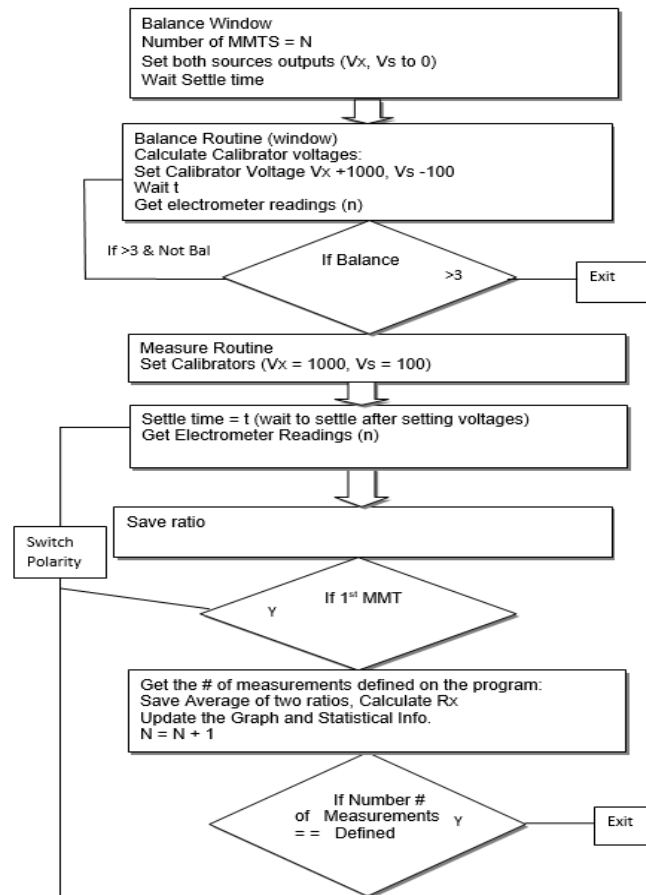 Balance Window
Number of MMTS = N
Set both sources outputs (Vx, Vs to 0)
Wait Settle time
Balance Routine (window)
Calculate Calibrator voltages:
Set Calibrator Voltage Vx +1000, Vs -100
Wait t
Get electrometer readings (n)
If >3 & Not Bal
If Balance
>3
Exit
Measure Routine
Set Calibrators (Vx = 1000, Vs = 100)
Settle time = t (wait to settle after setting voltages)
Get Electrometer Readings (n)
Save ratio
Switch
Polarity
If 1st MMT
Y
Get the # of measurements defined on the program:
Save Average of two ratios, Calculate Rx
Update the Graph and Statistical Info.
N = N + 1
If Number #
of Measurements Y
= = Defined
Exit